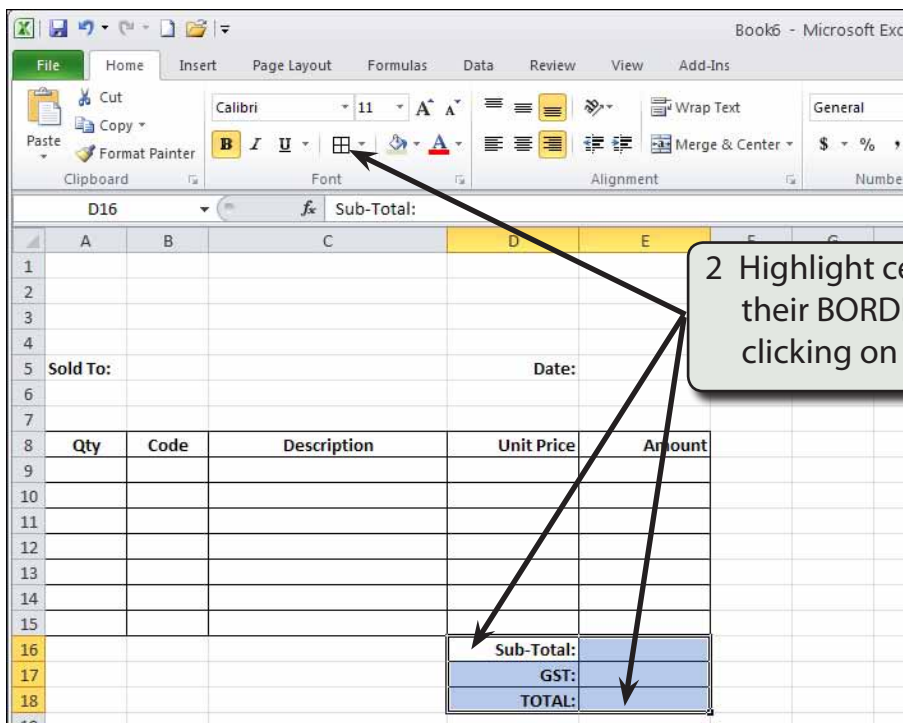 Book6 - Microsoft Exc
File Home Insert Page Layout Formulas Data Review View Add-Ins
Cut
Copy
Format Painter
Paste
Calibri 11 A A
B I U A
Wrap Text
Merge & Center
General
$ % ,
Clipboard Font Alignment Numbe
D16 fx Sub-Total:
A B C D E
1
2
3
4
5 Sold To: Date:
6
7
8 Qty Code Description Unit Price Amount
9
10
11
12
13
14
15
16 Sub-Total:
17 GST:
18 TOTAL:
2 Highlight ce
their BORD
clicking on